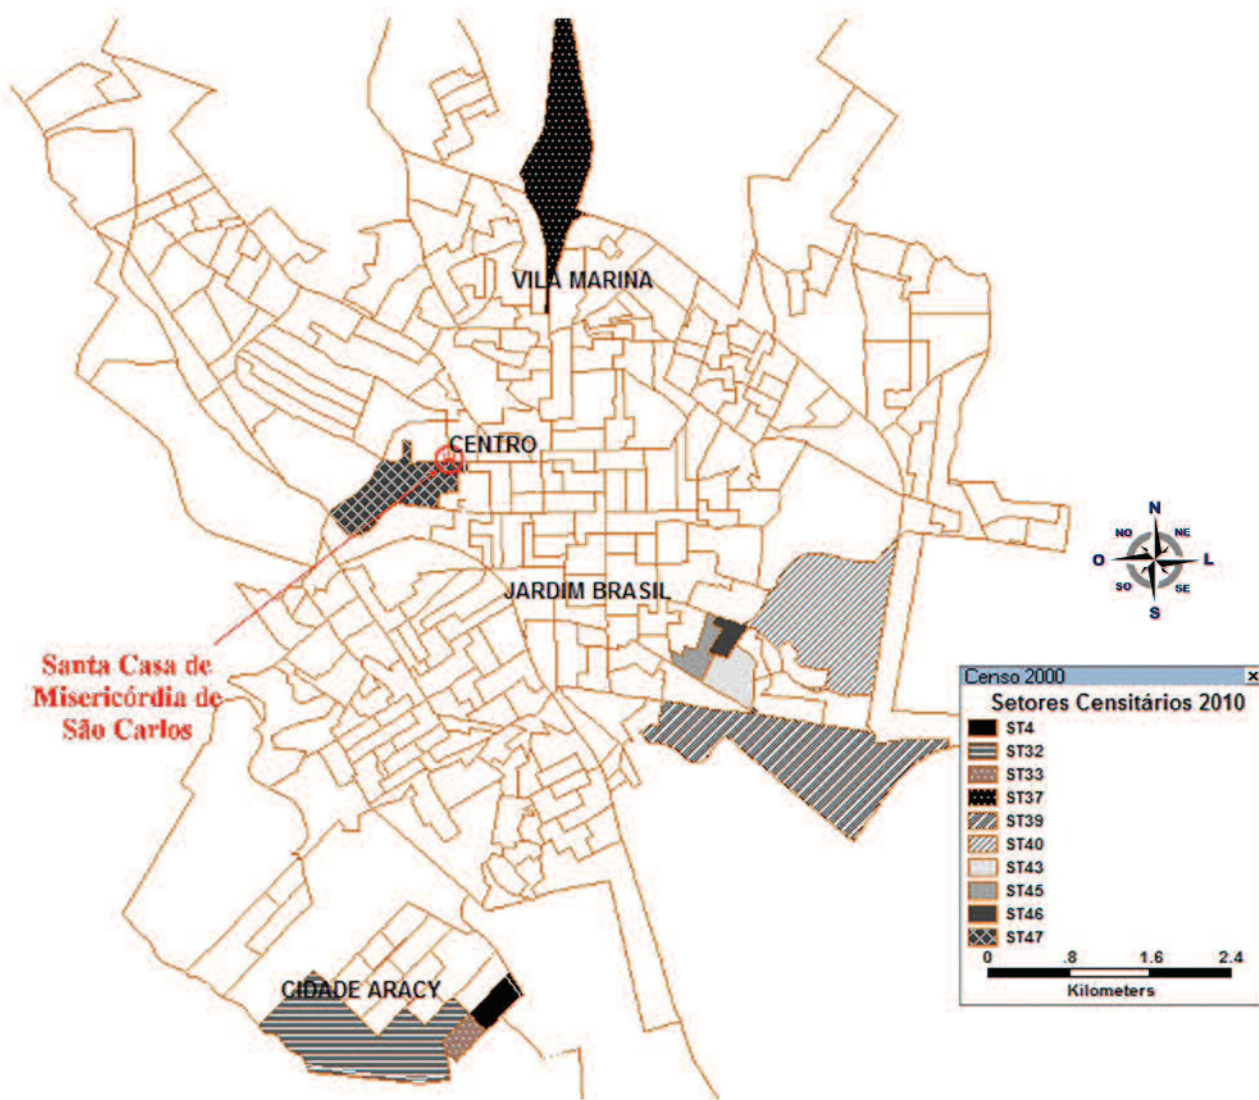 VILA MARINA
CENTRO
JARDIM BRASIL
Santa Casa de
Misericórdia de
São Carlos
CIDADE ARACY
N
NO NE
O L
SO SE
S
Censo 2000
Setores Censitários 2010
ST4
ST32
ST33
ST37
ST39
ST40
ST43
ST45
ST46
ST47
0 .8 1.6 2.4
Kilometers